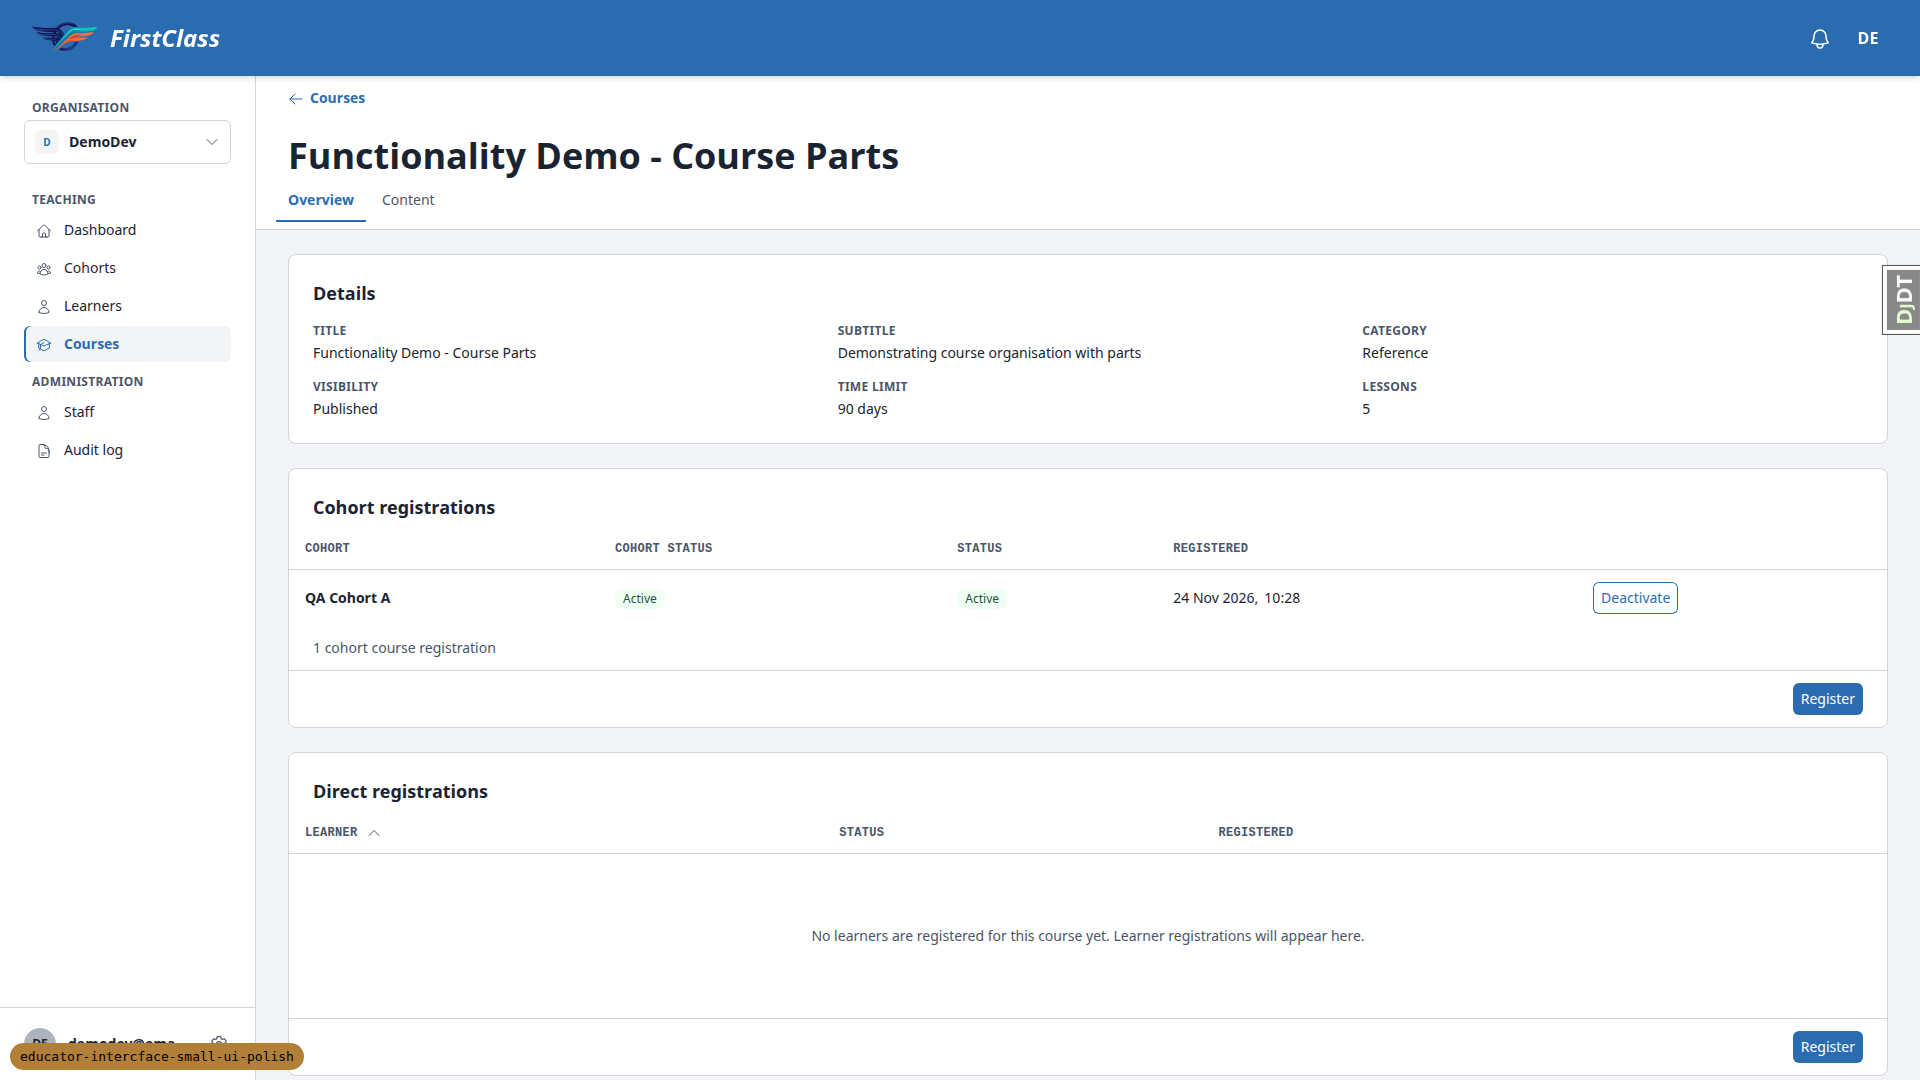 FirstClass
DE
ORGANISATION
D DemoDev
TEACHING
Dashboard
Cohorts
Learners
Courses
ADMINISTRATION
Staff
Audit log
educator-intercface-small-ui-polish
Courses
Functionality Demo - Course Parts
Overview Content
Details
TITLE SUBTITLE CATEGORY
Functionality Demo - Course Parts Demonstrating course organisation with parts Reference
VISIBILITY TIME LIMIT LESSONS
Published 90 days 5
Cohort registrations
COHORT COHORT STATUS STATUS REGISTERED
QA Cohort A Active Active 24 Nov 2026, 10:28 Deactivate
1 cohort course registration
Register
Direct registrations
LEARNER STATUS REGISTERED
No learners are registered for this course yet. Learner registrations will appear here.
Register
DjDT